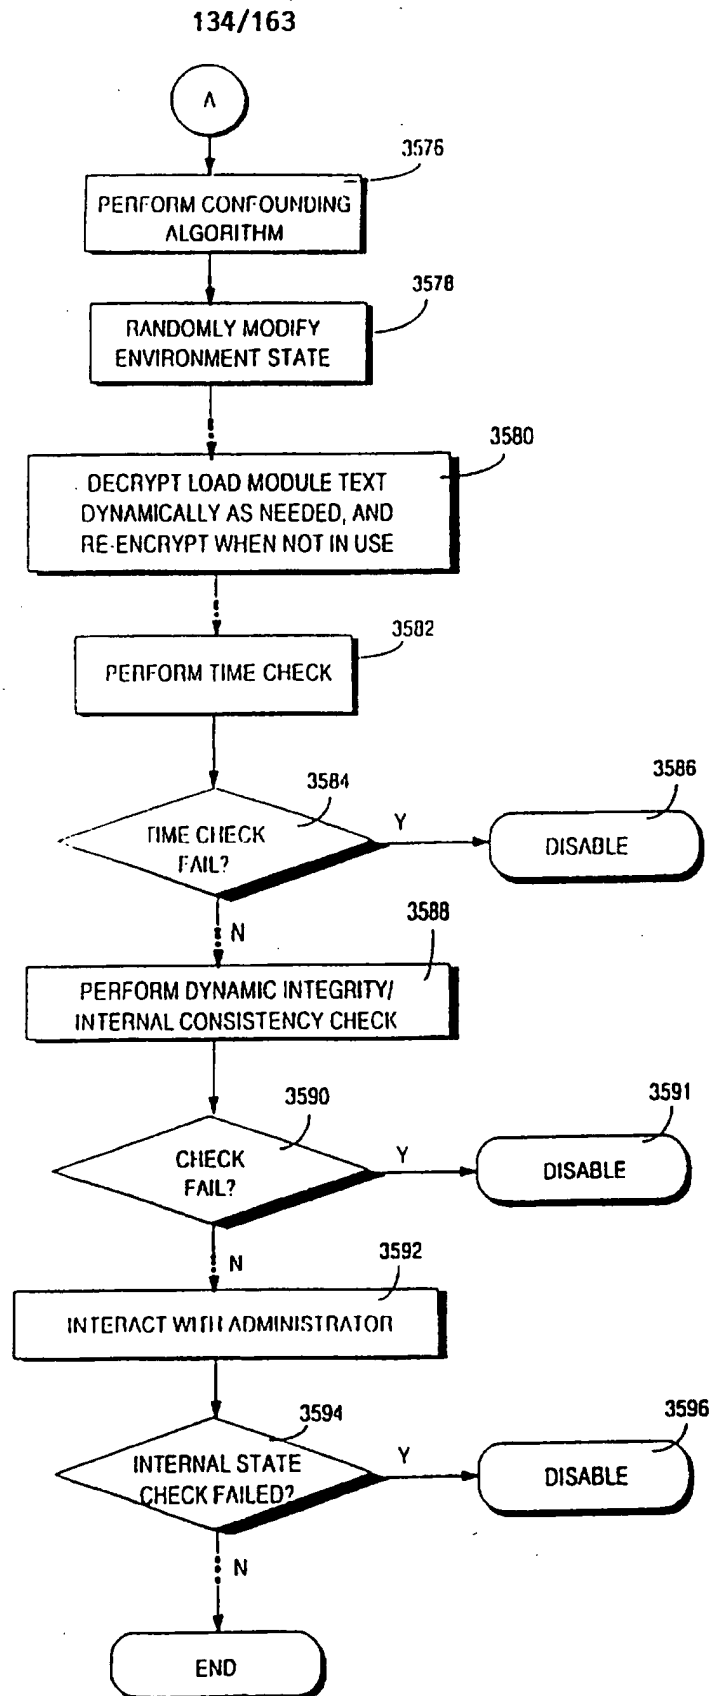 134/163
A
3576
PERFORM CONFOUNDING
ALGORITHM
3578
RANDOMLY MODIFY
ENVIRONMENT STATE
3580
DECRYPT LOAD MODULE TEXT
DYNAMICALLY AS NEEDED, AND
RE-ENCRYPT WHEN NOT IN USE
3582
PERFORM TIME CHECK
3584
TIME CHECK
FAIL?
Y
3586
DISABLE
N
3588
PERFORM DYNAMIC INTEGRITY/
INTERNAL CONSISTENCY CHECK
3590
CHECK
FAIL?
Y
3591
DISABLE
N
3592
INTERACT WITH ADMINISTRATOR
3594
INTERNAL STATE
CHECK FAILED?
Y
3596
DISABLE
N
END